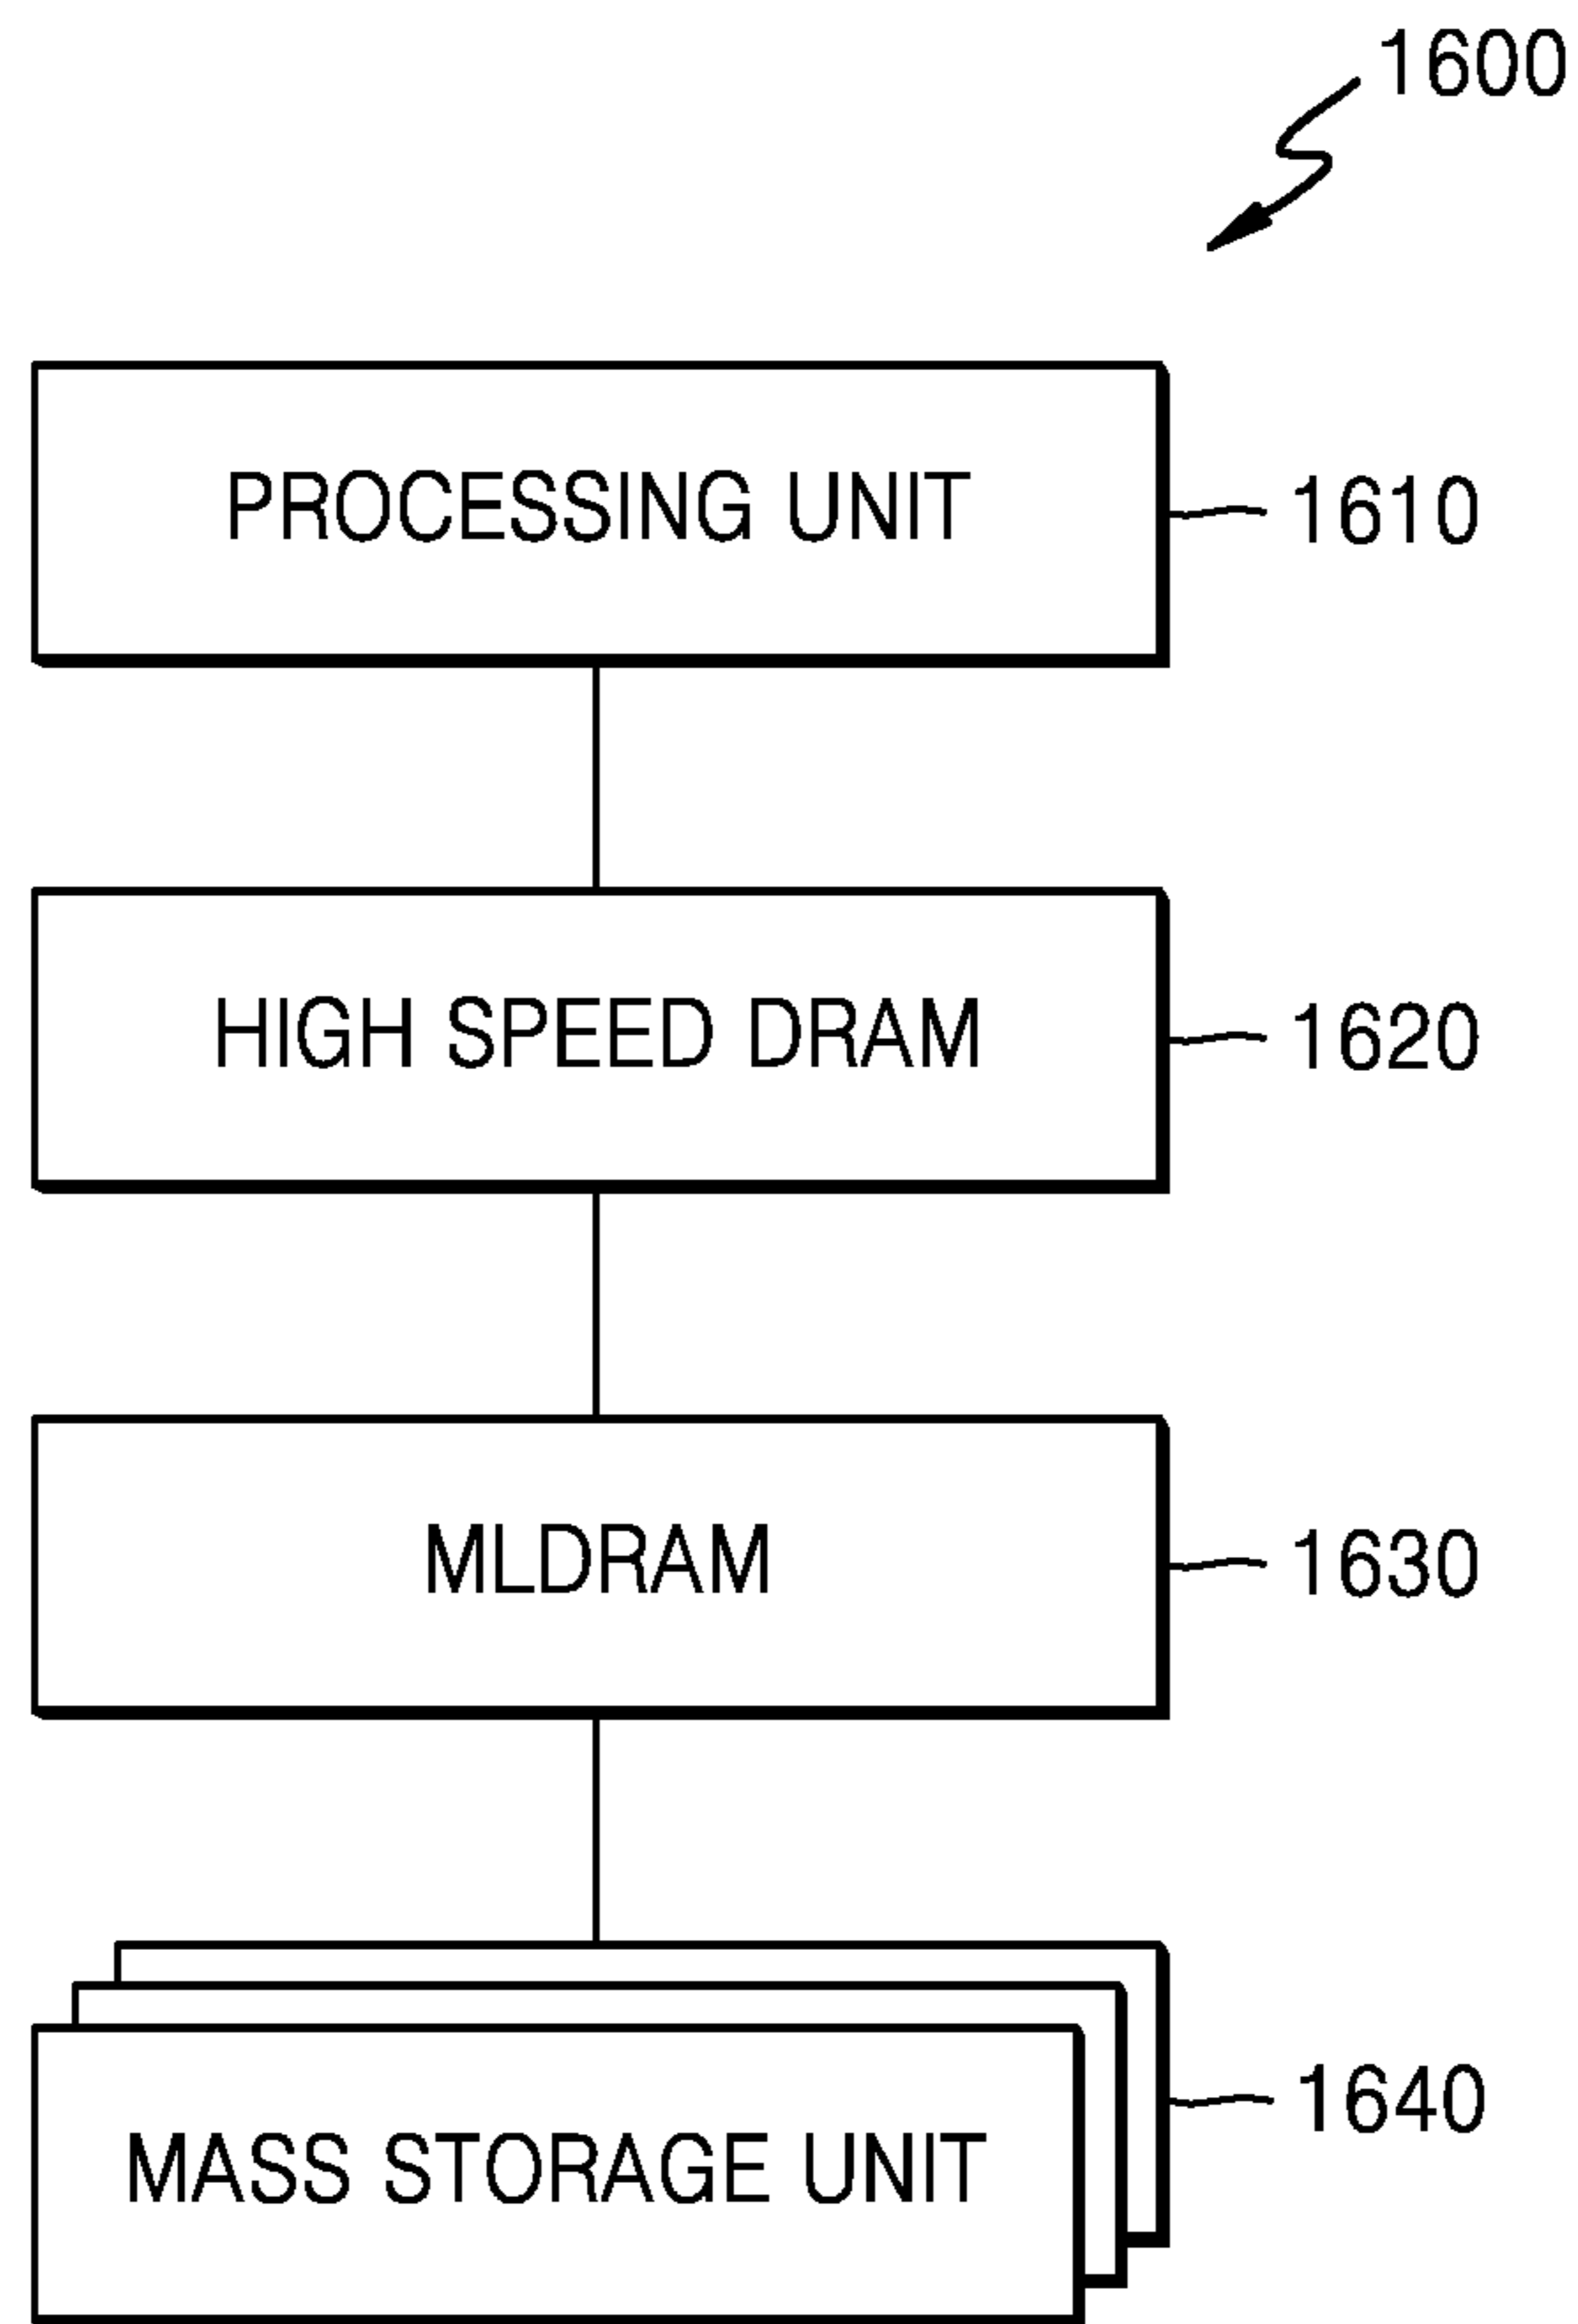 1600
PROCESSING UNIT
1610
HIGH SPEED DRAM
1620
MLDRAM
1630
1640
MASS STORAGE UNIT